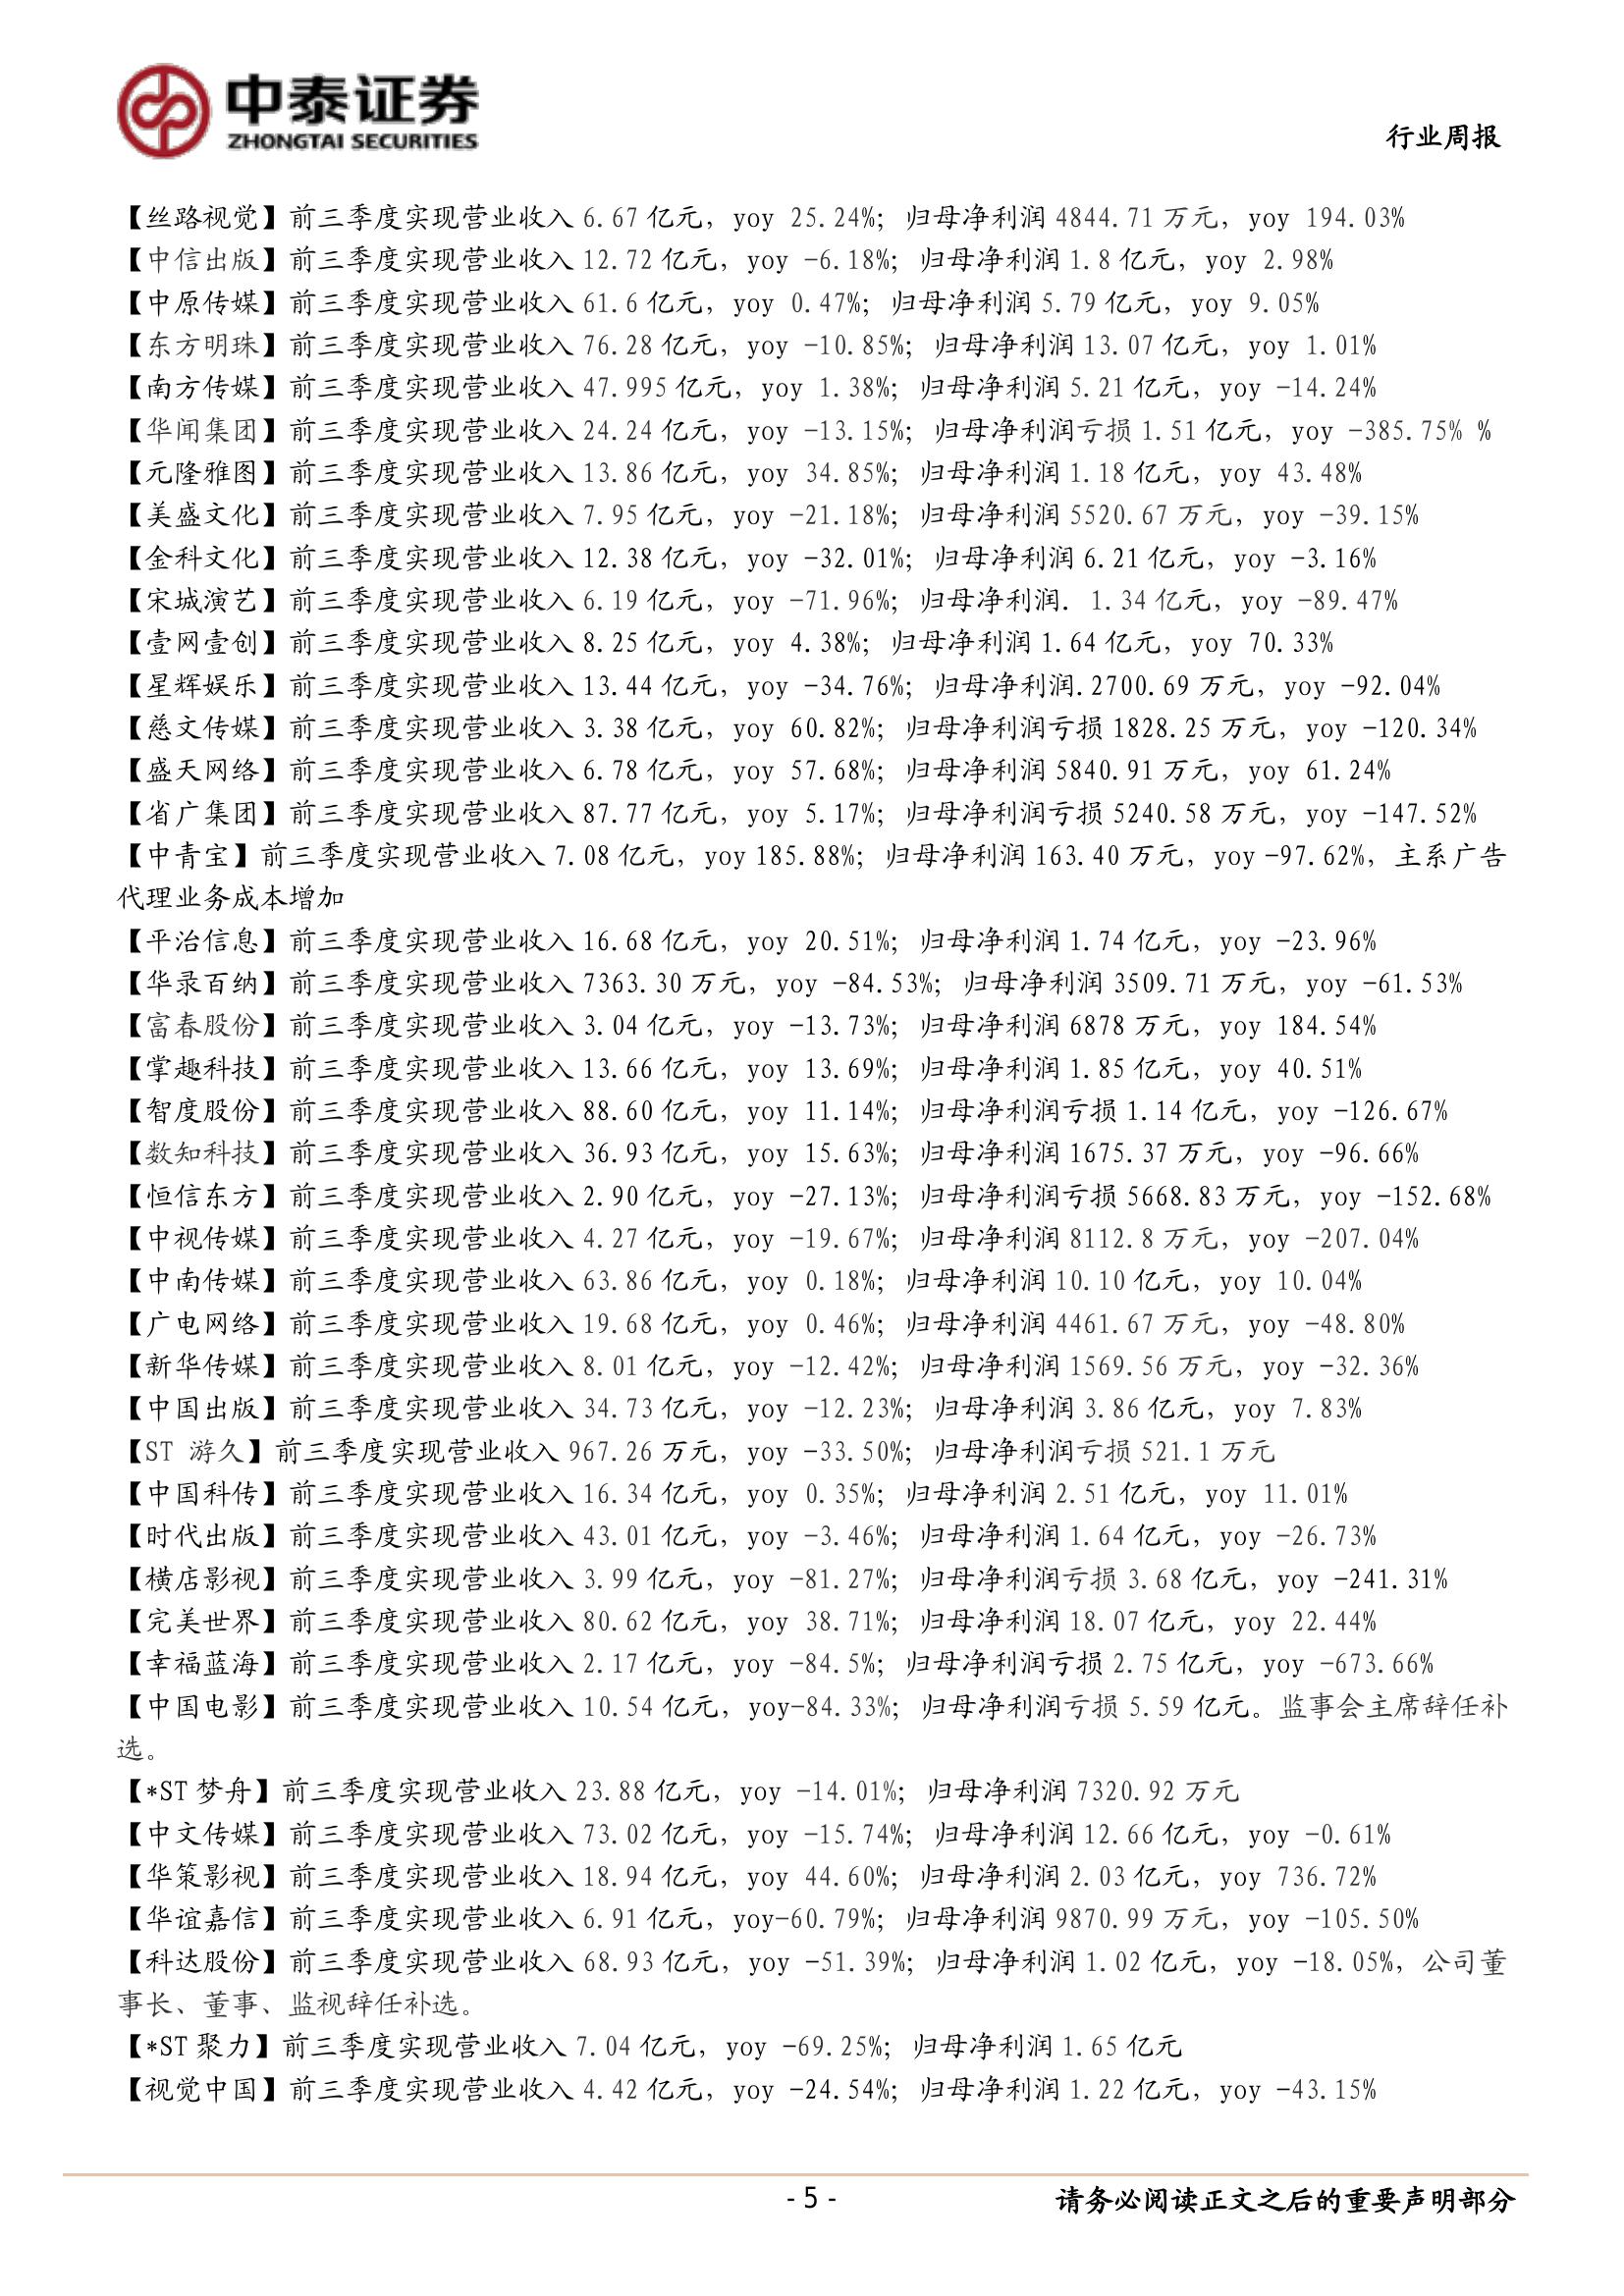 中泰证券
ZHONGTAI SECURITIES
行业周报
【丝路视觉】前三季度实现营业收入 6.67 亿元，yoy 25.24%；归母净利润 4844.71 万元，yoy 194.03%
【中信出版】前三季度实现营业收入 12.72 亿元，yoy -6.18%；归母净利润 1.8 亿元，yoy 2.98%
【中原传媒】前三季度实现营业收入 61.6 亿元，yoy 0.47%；归母净利润 5.79 亿元，yoy 9.05%
【东方明珠】前三季度实现营业收入 76.28 亿元，yoy -10.85%；归母净利润 13.07 亿元，yoy 1.01%
【南方传媒】前三季度实现营业收入 47.995 亿元，yoy 1.38%；归母净利润 5.21 亿元，yoy -14.24%
【华闻集团】前三季度实现营业收入 24.24 亿元，yoy -13.15%；归母净利润亏损 1.51 亿元，yoy -385.75% %
【元隆雅图】前三季度实现营业收入 13.86 亿元，yoy 34.85%；归母净利润 1.18 亿元，yoy 43.48%
【美盛文化】前三季度实现营业收入 7.95 亿元，yoy -21.18%；归母净利润 5520.67 万元，yoy -39.15%
【金科文化】前三季度实现营业收入 12.38 亿元，yoy -32.01%；归母净利润 6.21 亿元，yoy -3.16%
【宋城演艺】前三季度实现营业收入 6.19 亿元，yoy -71.96%；归母净利润. 1.34 亿元，yoy -89.47%
【壹网壹创】前三季度实现营业收入 8.25 亿元，yoy 4.38%；归母净利润 1.64 亿元，yoy 70.33%
【星辉娱乐】前三季度实现营业收入 13.44 亿元，yoy -34.76%；归母净利润.2700.69 万元，yoy -92.04%
【慈文传媒】前三季度实现营业收入 3.38 亿元，yoy 60.82%；归母净利润亏损 1828.25 万元，yoy -120.34%
【盛天网络】前三季度实现营业收入 6.78 亿元，yoy 57.68%；归母净利润 5840.91 万元，yoy 61.24%
【省广集团】前三季度实现营业收入 87.77 亿元，yoy 5.17%；归母净利润亏损 5240.58 万元，yoy -147.52%
【中青宝】前三季度实现营业收入 7.08 亿元，yoy 185.88%；归母净利润 163.40 万元，yoy -97.62%，主系广告
代理业务成本增加
【平治信息】前三季度实现营业收入 16.68 亿元，yoy 20.51%；归母净利润 1.74 亿元，yoy -23.96%
【华录百纳】前三季度实现营业收入 7363.30 万元，yoy -84.53%；归母净利润 3509.71 万元，yoy -61.53%
【富春股份】前三季度实现营业收入 3.04 亿元，yoy -13.73%；归母净利润 6878 万元，yoy 184.54%
【掌趣科技】前三季度实现营业收入 13.66 亿元，yoy 13.69%；归母净利润 1.85 亿元，yoy 40.51%
【智度股份】前三季度实现营业收入 88.60 亿元，yoy 11.14%；归母净利润亏损 1.14 亿元，yoy -126.67%
【数知科技】前三季度实现营业收入 36.93 亿元，yoy 15.63%；归母净利润 1675.37 万元，yoy -96.66%
【恒信东方】前三季度实现营业收入 2.90 亿元，yoy -27.13%；归母净利润亏损 5668.83 万元，yoy -152.68%
【中视传媒】前三季度实现营业收入 4.27 亿元，yoy -19.67%；归母净利润 8112.8 万元，yoy -207.04%
【中南传媒】前三季度实现营业收入 63.86 亿元，yoy 0.18%；归母净利润 10.10 亿元，yoy 10.04%
【广电网络】前三季度实现营业收入 19.68 亿元，yoy 0.46%；归母净利润 4461.67 万元，yoy -48.80%
【新华传媒】前三季度实现营业收入 8.01 亿元，yoy -12.42%；归母净利润 1569.56 万元，yoy -32.36%
【中国出版】前三季度实现营业收入 34.73 亿元，yoy -12.23%；归母净利润 3.86 亿元，yoy 7.83%
【ST 游久】前三季度实现营业收入 967.26 万元，yoy -33.50%；归母净利润亏损 521.1 万元
【中国科传】前三季度实现营业收入 16.34 亿元，yoy 0.35%；归母净利润 2.51 亿元，yoy 11.01%
【时代出版】前三季度实现营业收入 43.01 亿元，yoy -3.46%；归母净利润 1.64 亿元，yoy -26.73%
【横店影视】前三季度实现营业收入 3.99 亿元，yoy -81.27%；归母净利润亏损 3.68 亿元，yoy -241.31%
【完美世界】前三季度实现营业收入 80.62 亿元，yoy 38.71%；归母净利润 18.07 亿元，yoy 22.44%
【幸福蓝海】前三季度实现营业收入 2.17 亿元，yoy -84.5%；归母净利润亏损 2.75 亿元，yoy -673.66%
【中国电影】前三季度实现营业收入 10.54 亿元，yoy-84.33%；归母净利润亏损 5.59 亿元。监事会主席辞任补
选。
【*ST 梦舟】前三季度实现营业收入 23.88 亿元，yoy -14.01%；归母净利润 7320.92 万元
【中文传媒】前三季度实现营业收入 73.02 亿元，yoy -15.74%；归母净利润 12.66 亿元，yoy -0.61%
【华策影视】前三季度实现营业收入 18.94 亿元，yoy 44.60%；归母净利润 2.03 亿元，yoy 736.72%
【华谊嘉信】前三季度实现营业收入 6.91 亿元，yoy-60.79%；归母净利润 9870.99 万元，yoy -105.50%
【科达股份】前三季度实现营业收入 68.93 亿元，yoy -51.39%；归母净利润 1.02 亿元，yoy -18.05%，公司董
事长、董事、监视辞任补选。
【*ST 聚力】前三季度实现营业收入 7.04 亿元，yoy -69.25%；归母净利润 1.65 亿元
【视觉中国】前三季度实现营业收入 4.42 亿元，yoy -24.54%；归母净利润 1.22 亿元，yoy -43.15%
- 5 -
请务必阅读正文之后的重要声明部分